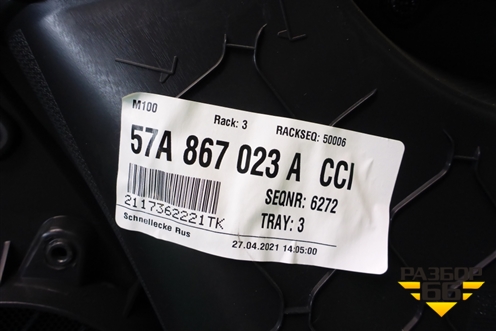 M100 Rack: 3 RACKSEQ: 50006
57A 867 023 A CCI
SEQNR: 6272
2117362221TK TRAY: 3
Schnellecke Rus 27.04.2021 14:05:00
РАЗБОР
6B